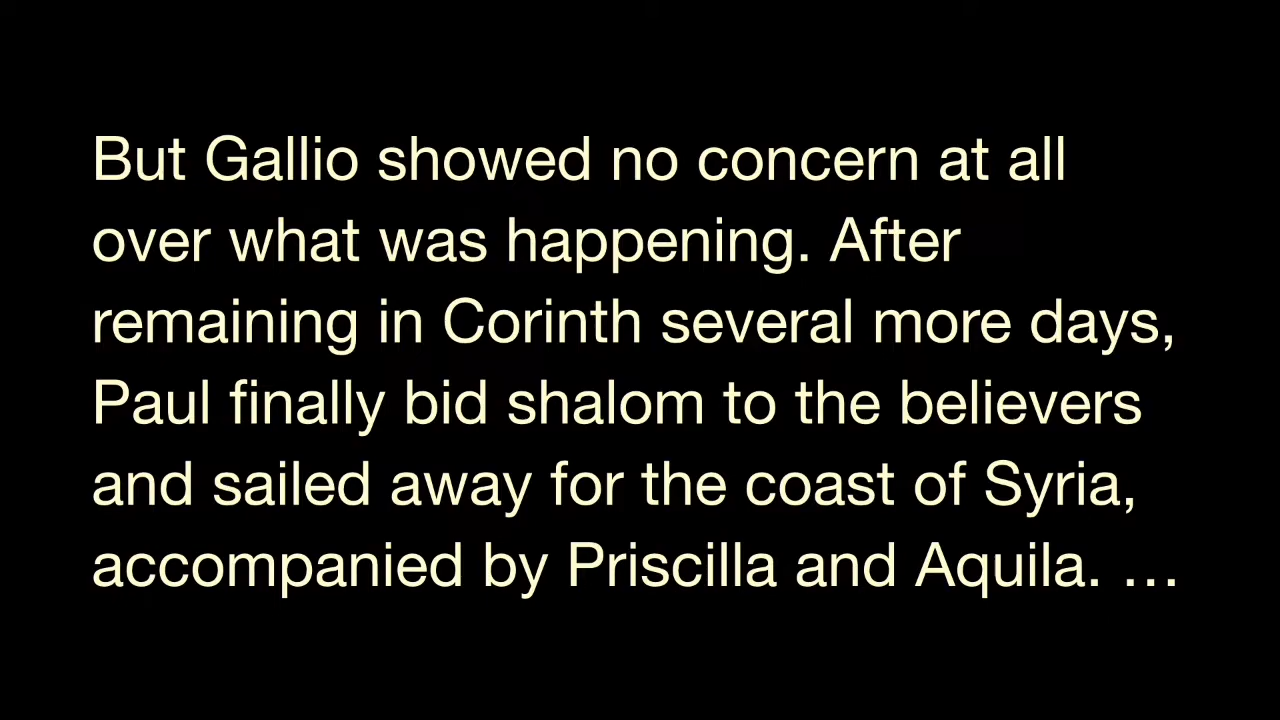 But Gallio showed no concern at all
over what was happening. After
remaining in Corinth several more days,
Paul finally bid shalom to the believers
and sailed away for the coast of Syria,
accompanied by Priscilla and Aquila. …